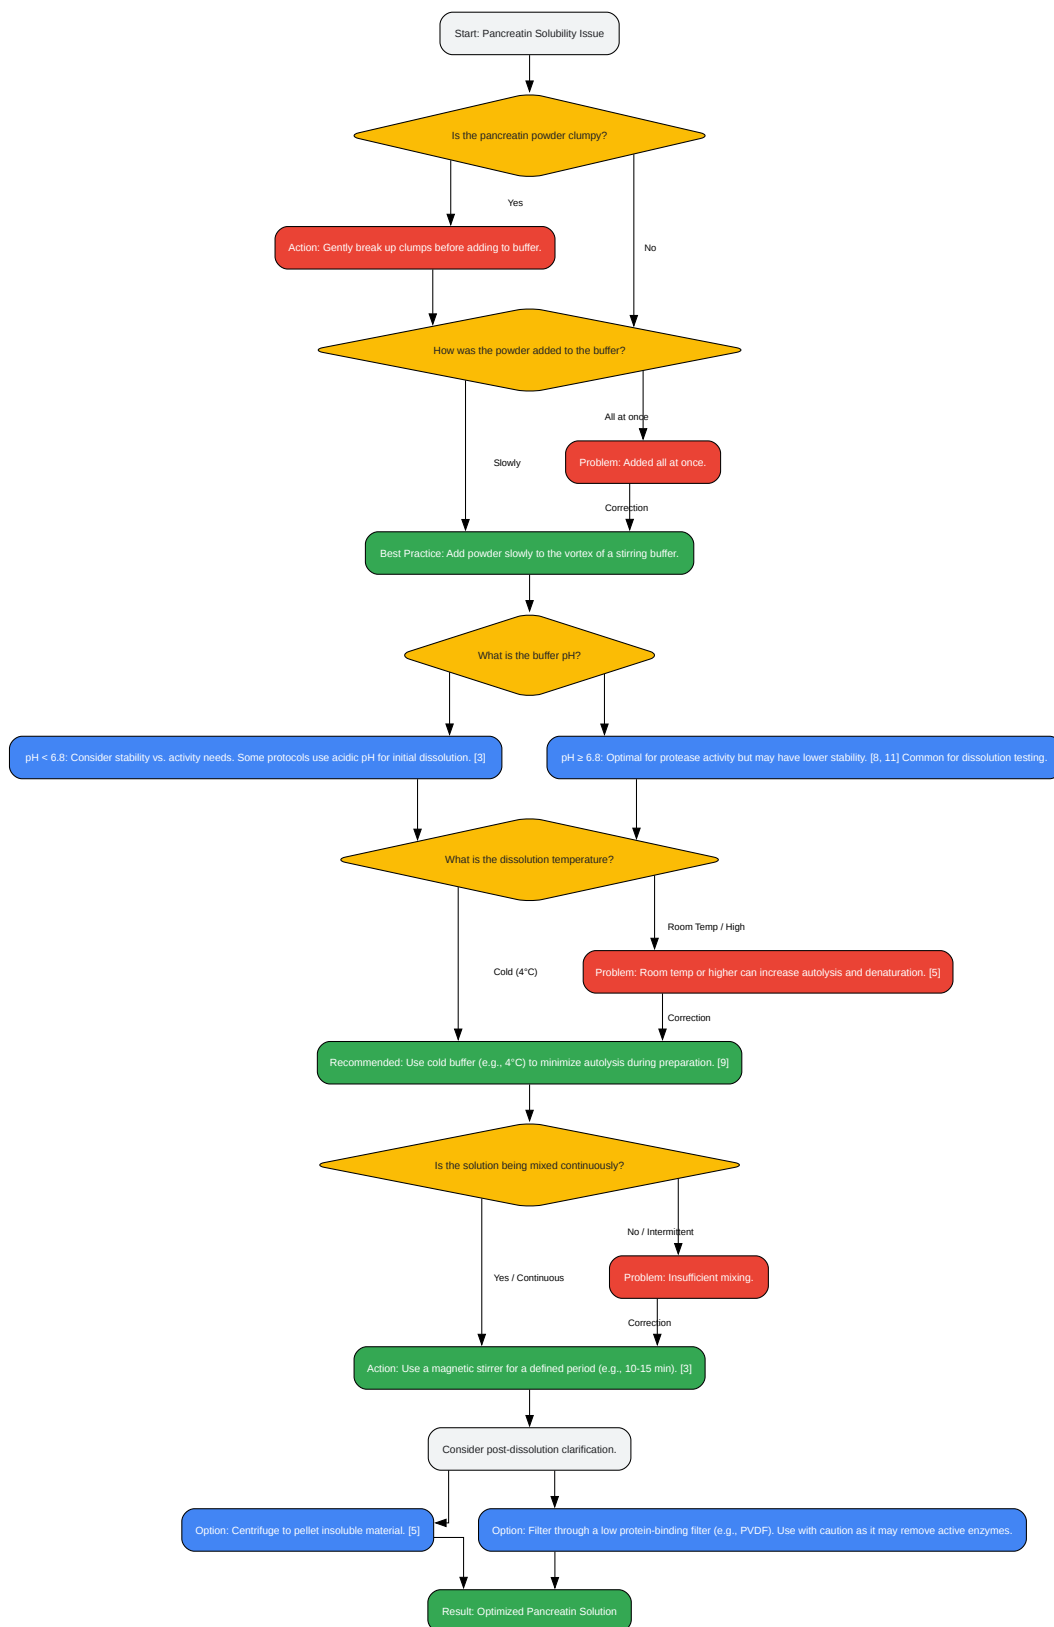 Start: Pancreatin Solubility Issue
Is the pancreatin powder clumpy?
Yes
Action: Gently break up clumps before adding to buffer.
No
How was the powder added to the buffer?
All at once
Slowly
Problem: Added all at once.
Correction
Best Practice: Add powder slowly to the vortex of a stirring buffer.
What is the buffer pH?
pH < 6.8: Consider stability vs. activity needs. Some protocols use acidic pH for initial dissolution. [3]
pH ≥ 6.8: Optimal for protease activity but may have lower stability. [8, 11] Common for dissolution testing.
What is the dissolution temperature?
Room Temp / High
Cold (4°C)
Problem: Room temp or higher can increase autolysis and denaturation. [5]
Correction
Recommended: Use cold buffer (e.g., 4°C) to minimize autolysis during preparation. [9]
Is the solution being mixed continuously?
No / Intermittent
Yes / Continuous
Problem: Insufficient mixing.
Correction
Action: Use a magnetic stirrer for a defined period (e.g., 10-15 min). [3]
Consider post-dissolution clarification.
Option: Centrifuge to pellet insoluble material. [5]
Option: Filter through a low protein-binding filter (e.g., PVDF). Use with caution as it may remove active enzymes.
Result: Optimized Pancreatin Solution